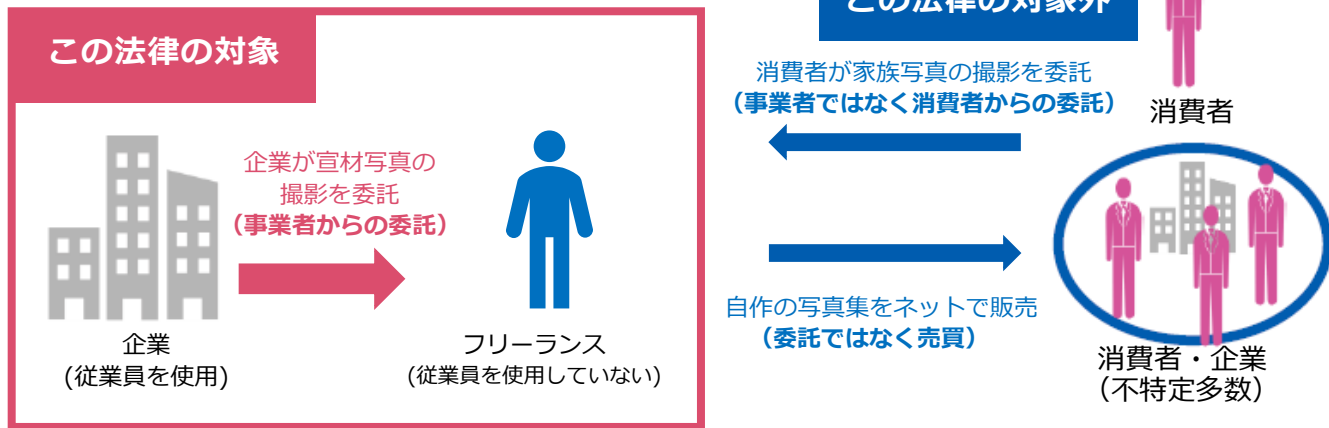 この法律の対象
企業が宣材写真の
撮影を委託
（事業者からの委託）
企業
(従業員を使用)
フリーランス
(従業員を使用していない)
この法律の対象外
消費者が家族写真の撮影を委託
（事業者ではなく消費者からの委託）
消費者
自作の写真集をネットで販売
（委託ではなく売買）
消費者・企業
（不特定多数）